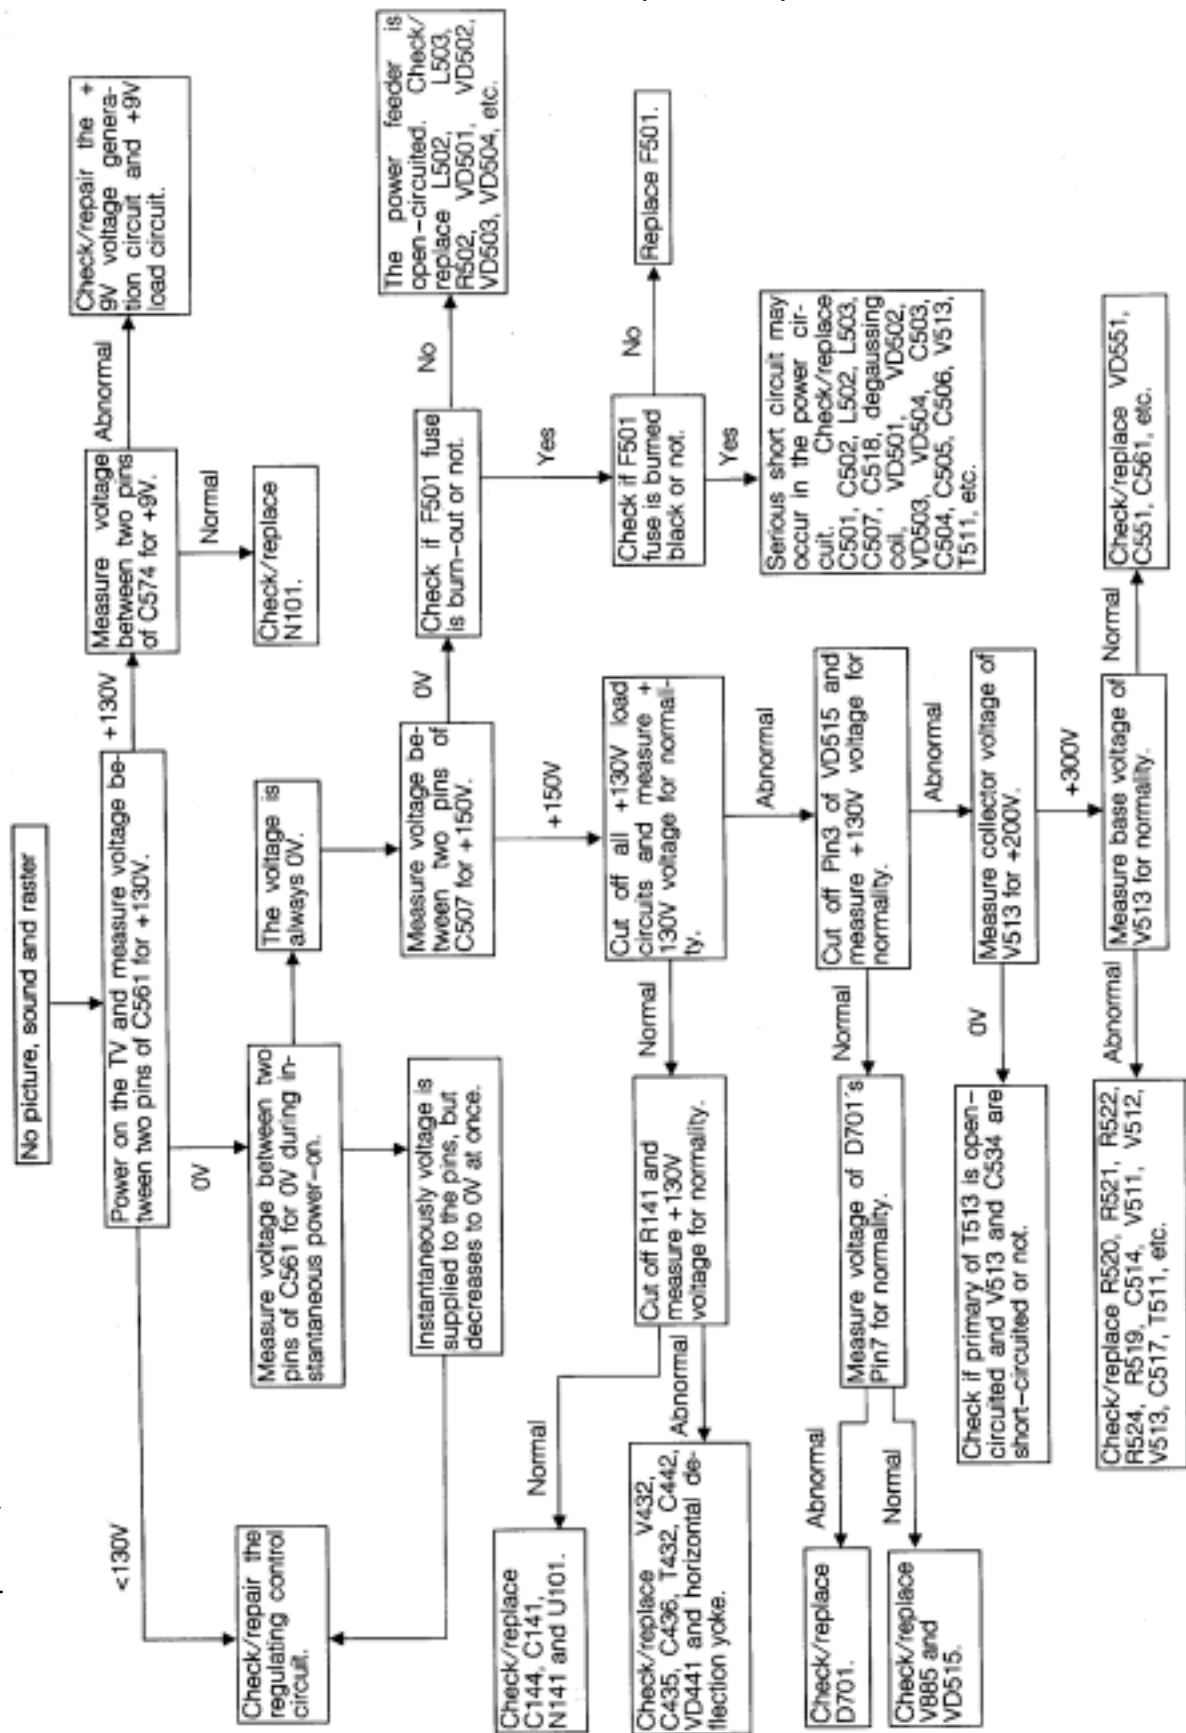 No picture, sound and raster
Power on the TV and measure voltage be-
tween two pins of C561 for +130V.
<130V
0V
+130V
Measure voltage
between two pins
of C574 for +9V.
Abnormal
Check/repair the +
9V voltage genera-
tion circuit and +9V
load circuit.
Normal
Check/replace
N101.
Measure voltage between two
pins of C561 for 0V during in-
stantaneous power-on.
The voltage is
always 0V.
Check/repair the
regulating control
circuit.
Instantaneously voltage is
supplied to the pins, but
decreases to 0V at once.
Measure voltage be-
tween two pins of
C507 for +150V.
0V
Check if F501 fuse
is burn-out or not.
No
The power feeder is
open-circuited. Check/
replace L502, L503,
R502, VD501, VD502,
VD503, VD504, etc.
Yes
+150V
Check if F501
fuse is burned
black or not.
No
Replace F501.
Yes
Serious short circuit may
occur in the power cir-
cuit. Check/replace
C501, C502, L502, L503,
C507, C518, degaussing
coil, VD501, VD502,
VD503, VD504, C503,
C504, C505, C506, V513,
T511, etc.
Cut off all +130V load
circuits and measure +
130V voltage for normali-
ty.
Normal
Cut off R141 and
measure +130V
voltage for normality.
Normal
Check/replace
C144, C141,
N141 and U101.
Abnormal
Check/replace V432,
C435, C436, T432, C442,
VD441 and horizontal de-
flection yoke.
Abnormal
Cut off Pin3 of VD515 and
measure +130V voltage for
normality.
Normal
Measure voltage of D701's
Pin7 for normality.
Abnormal
Check/replace
D701.
Normal
Check/replace
V885 and
VD515.
Abnormal
Measure collector voltage of
V513 for +200V.
0V
Check if primary of T513 is open-
circuited and V513 and C534 are
short-circuited or not.
+300V
Measure base voltage of
V513 for normality.
Normal
Check/replace VD551,
C551, C561, etc.
Abnormal
Check/replace R520, R521, R522,
R524, R519, C514, V511, V512,
V513, C517, T511, etc.